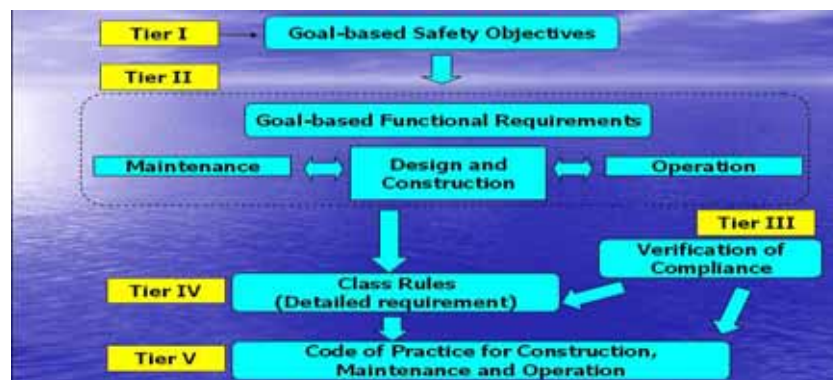 Tier I
Goal-based Safety Objectives
Tier II
Goal-based Functional Requirements
Maintenance
Design and
Construction
Operation
Tier III
Verification of
Compliance
Tier IV
Class Rules
(Detailed requirement)
Tier V
Code of Practice for Construction,
Maintenance and Operation